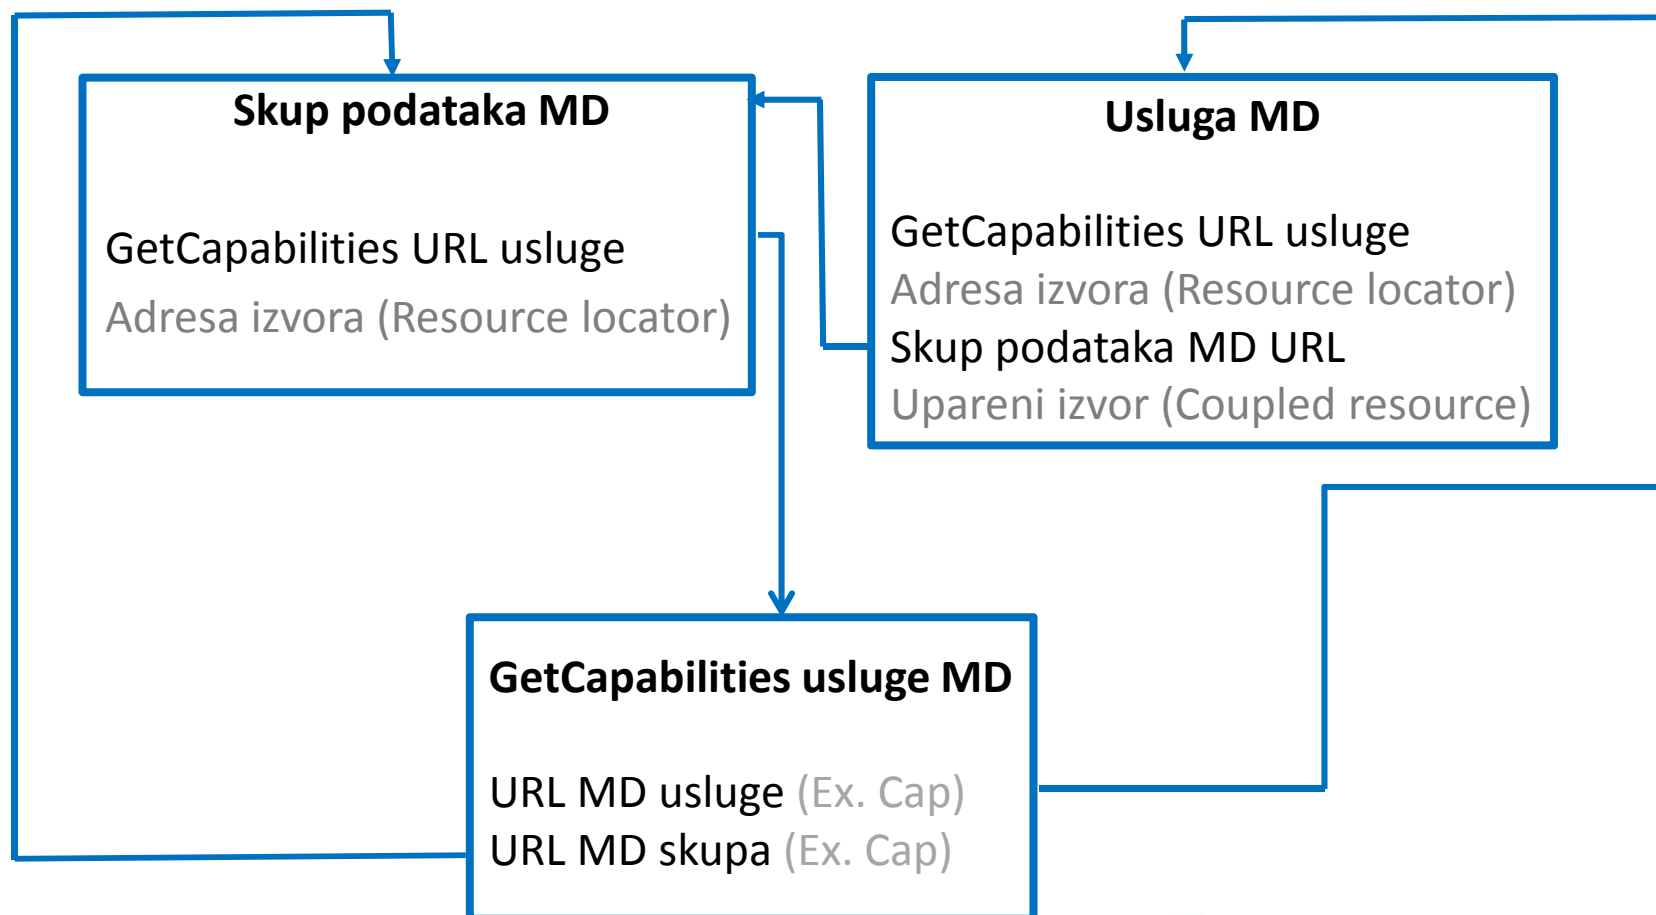 Skup podataka MD
GetCapabilities URL usluge
Adresa izvora (Resource locator)
Usluga MD
GetCapabilities URL usluge
Adresa izvora (Resource locator)
Skup podataka MD URL
Upareni izvor (Coupled resource)
GetCapabilities usluge MD
URL MD usluge (Ex. Cap)
URL MD skupa (Ex. Cap)